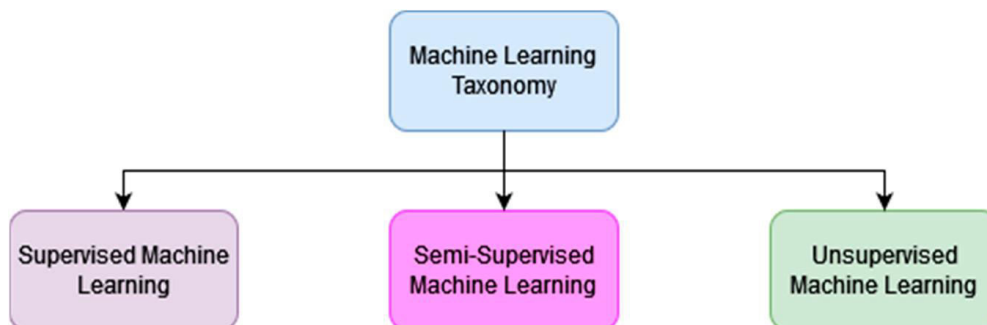 Machine Learning
Taxonomy
Supervised Machine
Learning
Semi-Supervised
Machine Learning
Unsupervised
Machine Learning